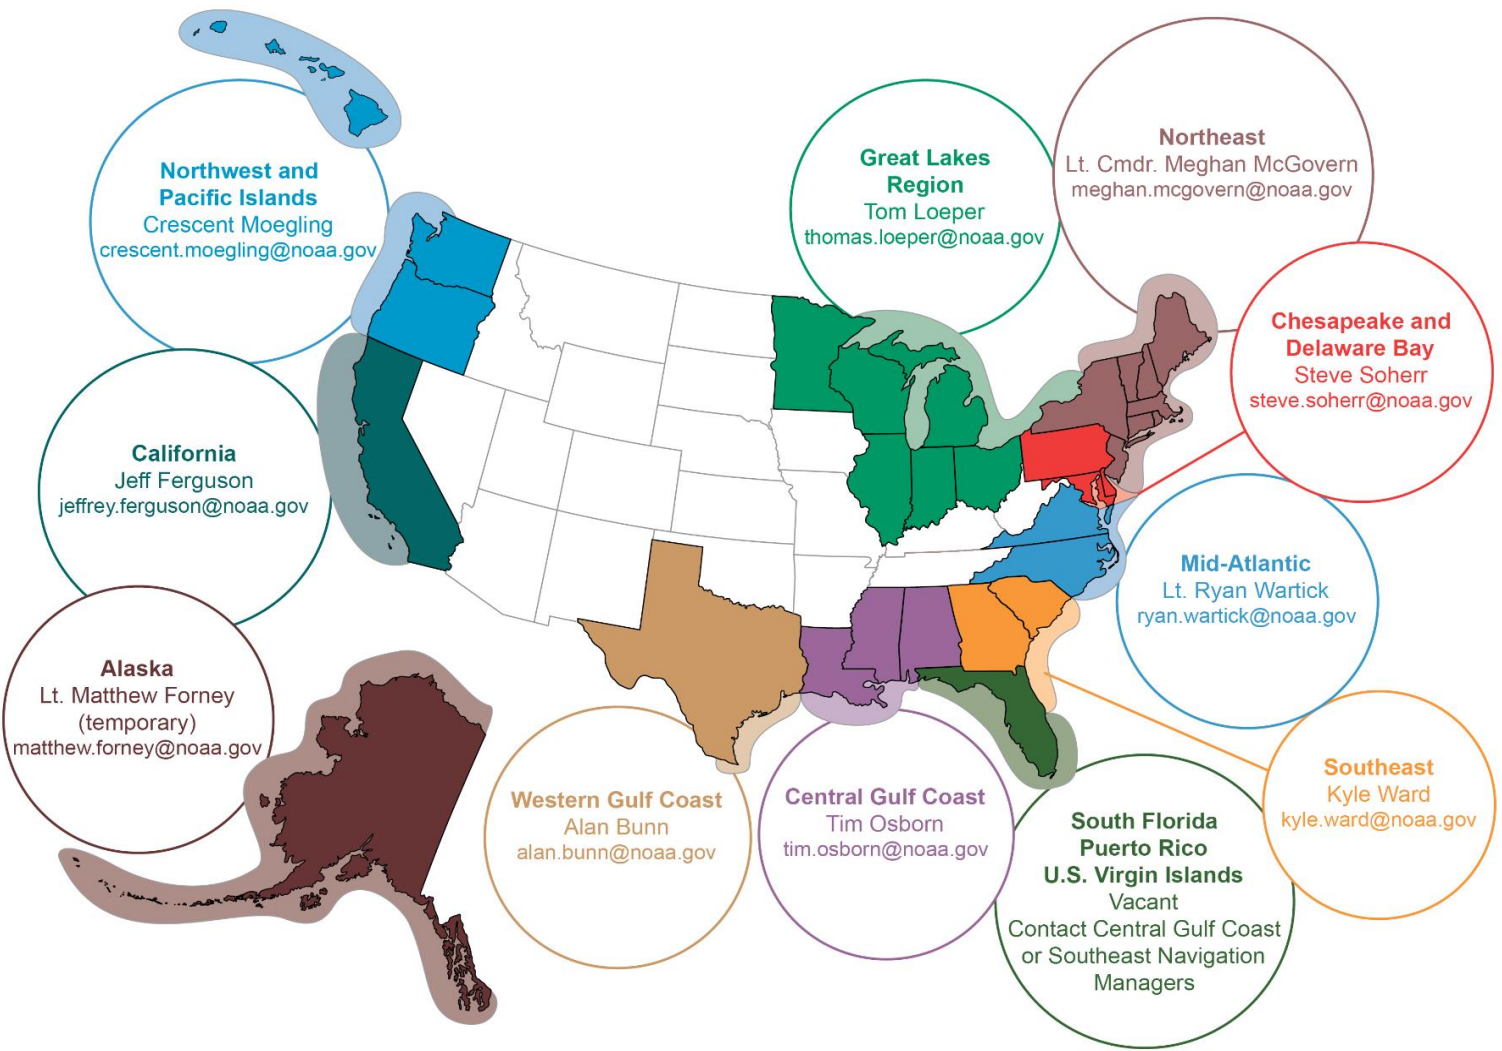 Northwest and
Pacific Islands
Crescent Moegling
crescent.moegling@noaa.gov
Great Lakes
Region
Tom Loeper
thomas.loeper@noaa.gov
Northeast
Lt. Cmdr. Meghan McGovern
meghan.mcgovern@noaa.gov
Chesapeake and
Delaware Bay
Steve Soherr
steve.soherr@noaa.gov
California
Jeff Ferguson
jeffrey.ferguson@noaa.gov
Mid-Atlantic
Lt. Ryan Wartick
ryan.wartick@noaa.gov
Alaska
Lt. Matthew Forney
(temporary)
matthew.forney@noaa.gov
Western Gulf Coast
Alan Bunn
alan.bunn@noaa.gov
Central Gulf Coast
Tim Osborn
tim.osborn@noaa.gov
South Florida
Puerto Rico
U.S. Virgin Islands
Vacant
Contact Central Gulf Coast
or Southeast Navigation
Managers
Southeast
Kyle Ward
kyle.ward@noaa.gov